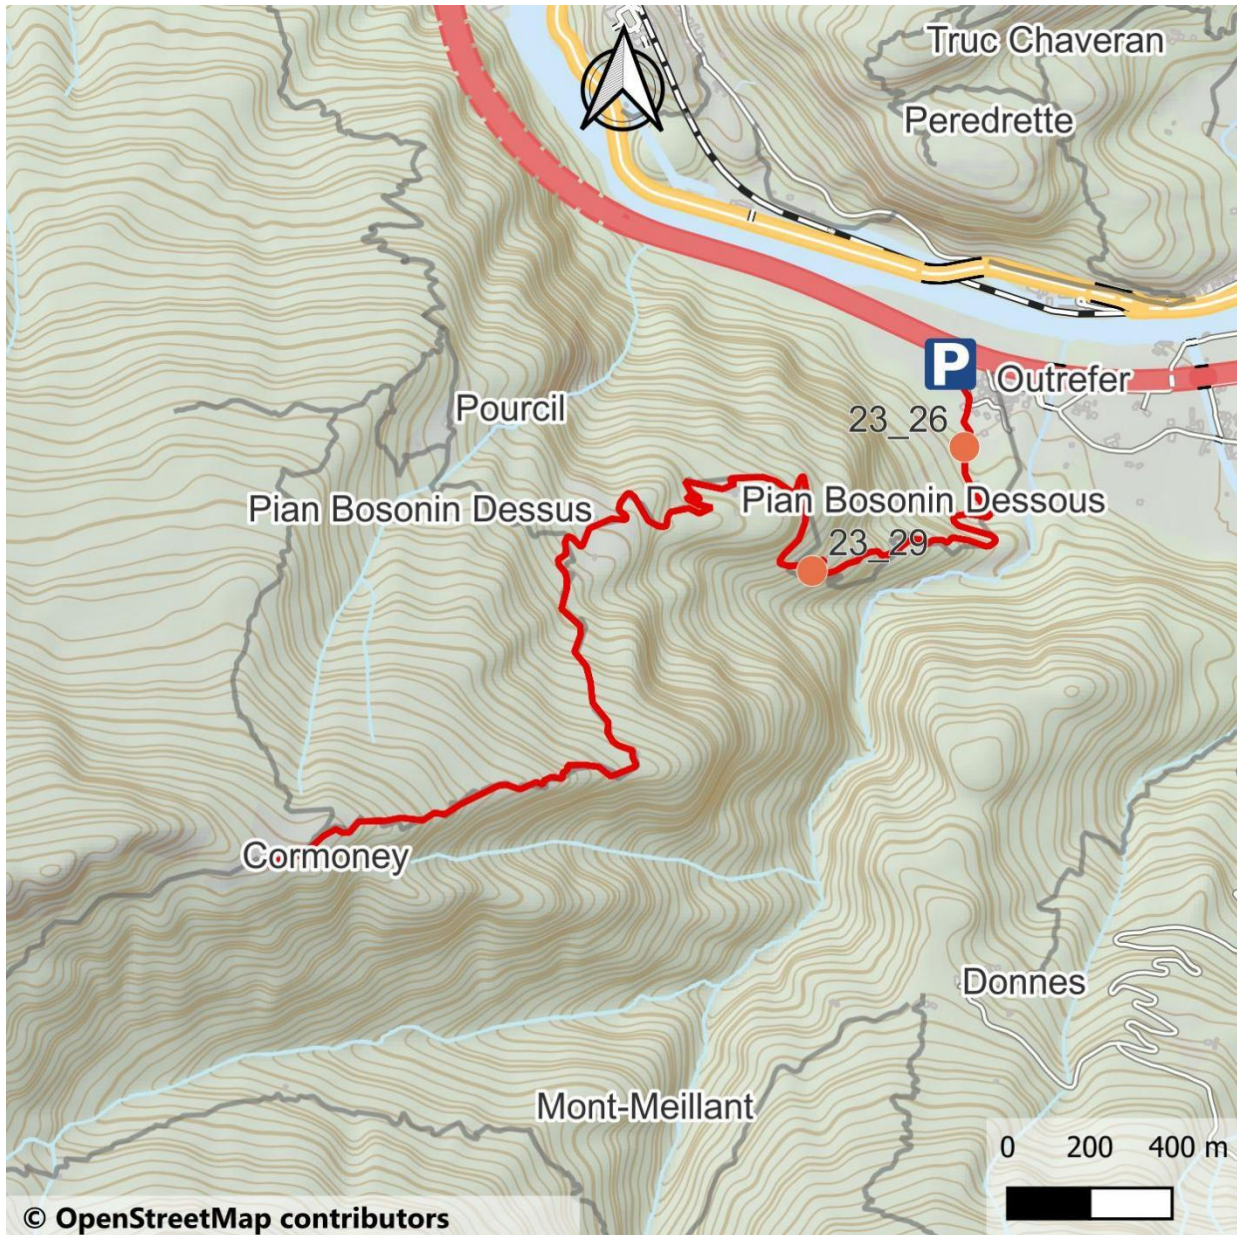 Truc Chaveran
Peredrette
P
Outrefer
Pourcil
23_26
Pian Bosonin Dessus
Pian Bosonin Dessous
23_29
Cormoney
Donnes
Mont-Meillant
0 200 400 m
© OpenStreetMap contributors